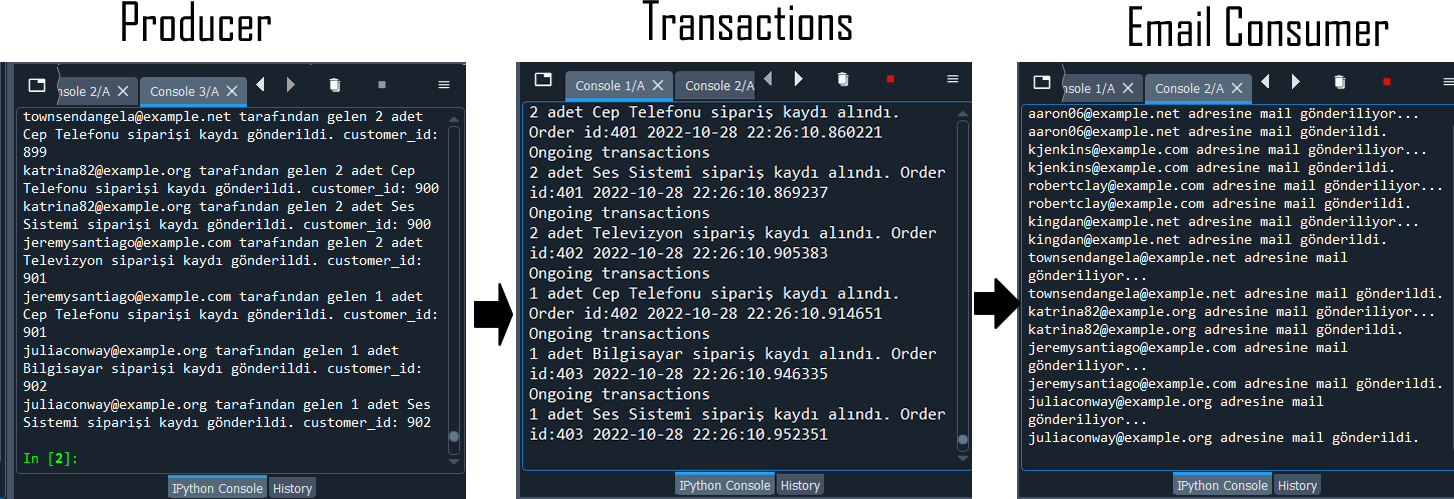 Producer
nsole 2/A
Console 3/A
townsendangela@example.net tarafından gelen 2 adet
Cep Telefonu siparişi kaydı gönderildi. customer_id:
899
katrina82@example.org tarafından gelen 2 adet Cep
Telefonu siparişi kaydı gönderildi. customer_id: 900
katrina82@example.org tarafından gelen 2 adet Ses
Sistemi siparişi kaydı gönderildi. customer_id: 900
jeremysantiago@example.com tarafından gelen 2 adet
Televizyon siparişi kaydı gönderildi. customer_id:
901
jeremysantiago@example.com tarafından gelen 1 adet
Cep Telefonu siparişi kaydı gönderildi. customer_id:
901
juliaconway@example.org tarafından gelen 1 adet
Bilgisayar siparişi kaydı gönderildi. customer_id:
902
juliaconway@example.org tarafından gelen 1 adet Ses
Sistemi siparişi kaydı gönderildi. customer_id: 902
In [2]:
IPython Console
History
Transactions
Console 1/A
Console 2/A
2 adet Cep Telefonu sipariş kaydı alındı.
Order id:401 2022-10-28 22:26:10.860221
Ongoing transactions
2 adet Ses Sistemi sipariş kaydı alındı. Order
id:401 2022-10-28 22:26:10.869237
Ongoing transactions
2 adet Televizyon sipariş kaydı alındı. Order
id:402 2022-10-28 22:26:10.905383
Ongoing transactions
1 adet Cep Telefonu sipariş kaydı alındı.
Order id:402 2022-10-28 22:26:10.914651
Ongoing transactions
1 adet Bilgisayar sipariş kaydı alındı. Order
id:403 2022-10-28 22:26:10.946335
Ongoing transactions
1 adet Ses Sistemi sipariş kaydı alındı. Order
id:403 2022-10-28 22:26:10.952351
IPython Console
History
Email Consumer
nsole 1/A
Console 2/A
aaron06@example.net adresine mail gönderiliyor...
aaron06@example.net adresine mail gönderildi.
kjenkins@example.com adresine mail gönderiliyor...
kjenkins@example.com adresine mail gönderildi.
robertclay@example.com adresine mail gönderiliyor...
robertclay@example.com adresine mail gönderildi.
kingdan@example.net adresine mail gönderiliyor...
kingdan@example.net adresine mail gönderildi.
townsendangela@example.net adresine mail
gönderiliyor...
townsendangela@example.net adresine mail gönderildi.
katrina82@example.org adresine mail gönderiliyor...
katrina82@example.org adresine mail gönderildi.
jeremysantiago@example.com adresine mail
gönderiliyor...
jeremysantiago@example.com adresine mail gönderildi.
juliaconway@example.org adresine mail
gönderiliyor...
juliaconway@example.org adresine mail gönderildi.
IPython Console
History